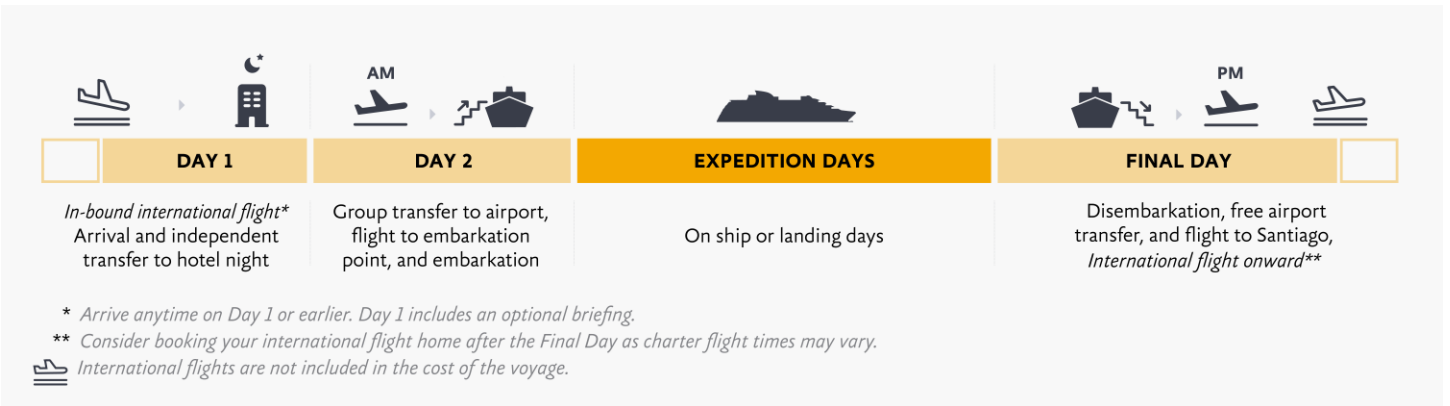 AM
PM
DAY 1
DAY 2
EXPEDITION DAYS
FINAL DAY
In-bound international flight*
Arrival and independent
transfer to hotel night
Group transfer to airport,
flight to embarkation
point, and embarkation
On ship or landing days
Disembarkation, free airport
transfer, and flight to Santiago,
International flight onward**
* Arrive anytime on Day 1 or earlier. Day 1 includes an optional briefing.
** Consider booking your international flight home after the Final Day as charter flight times may vary.
International flights are not included in the cost of the voyage.